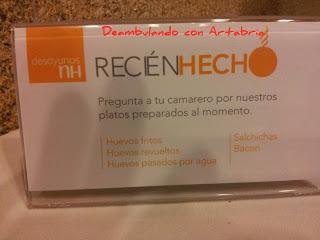 Deambulando con Artabria
desayunos
NH
RECIÉNHECHO
Pregunta a tu camarero por nuestros
platos preparados al momento.
Huevos fritos
Huevos revueltos
Huevos pasados por agua
Salchichas
Bacon